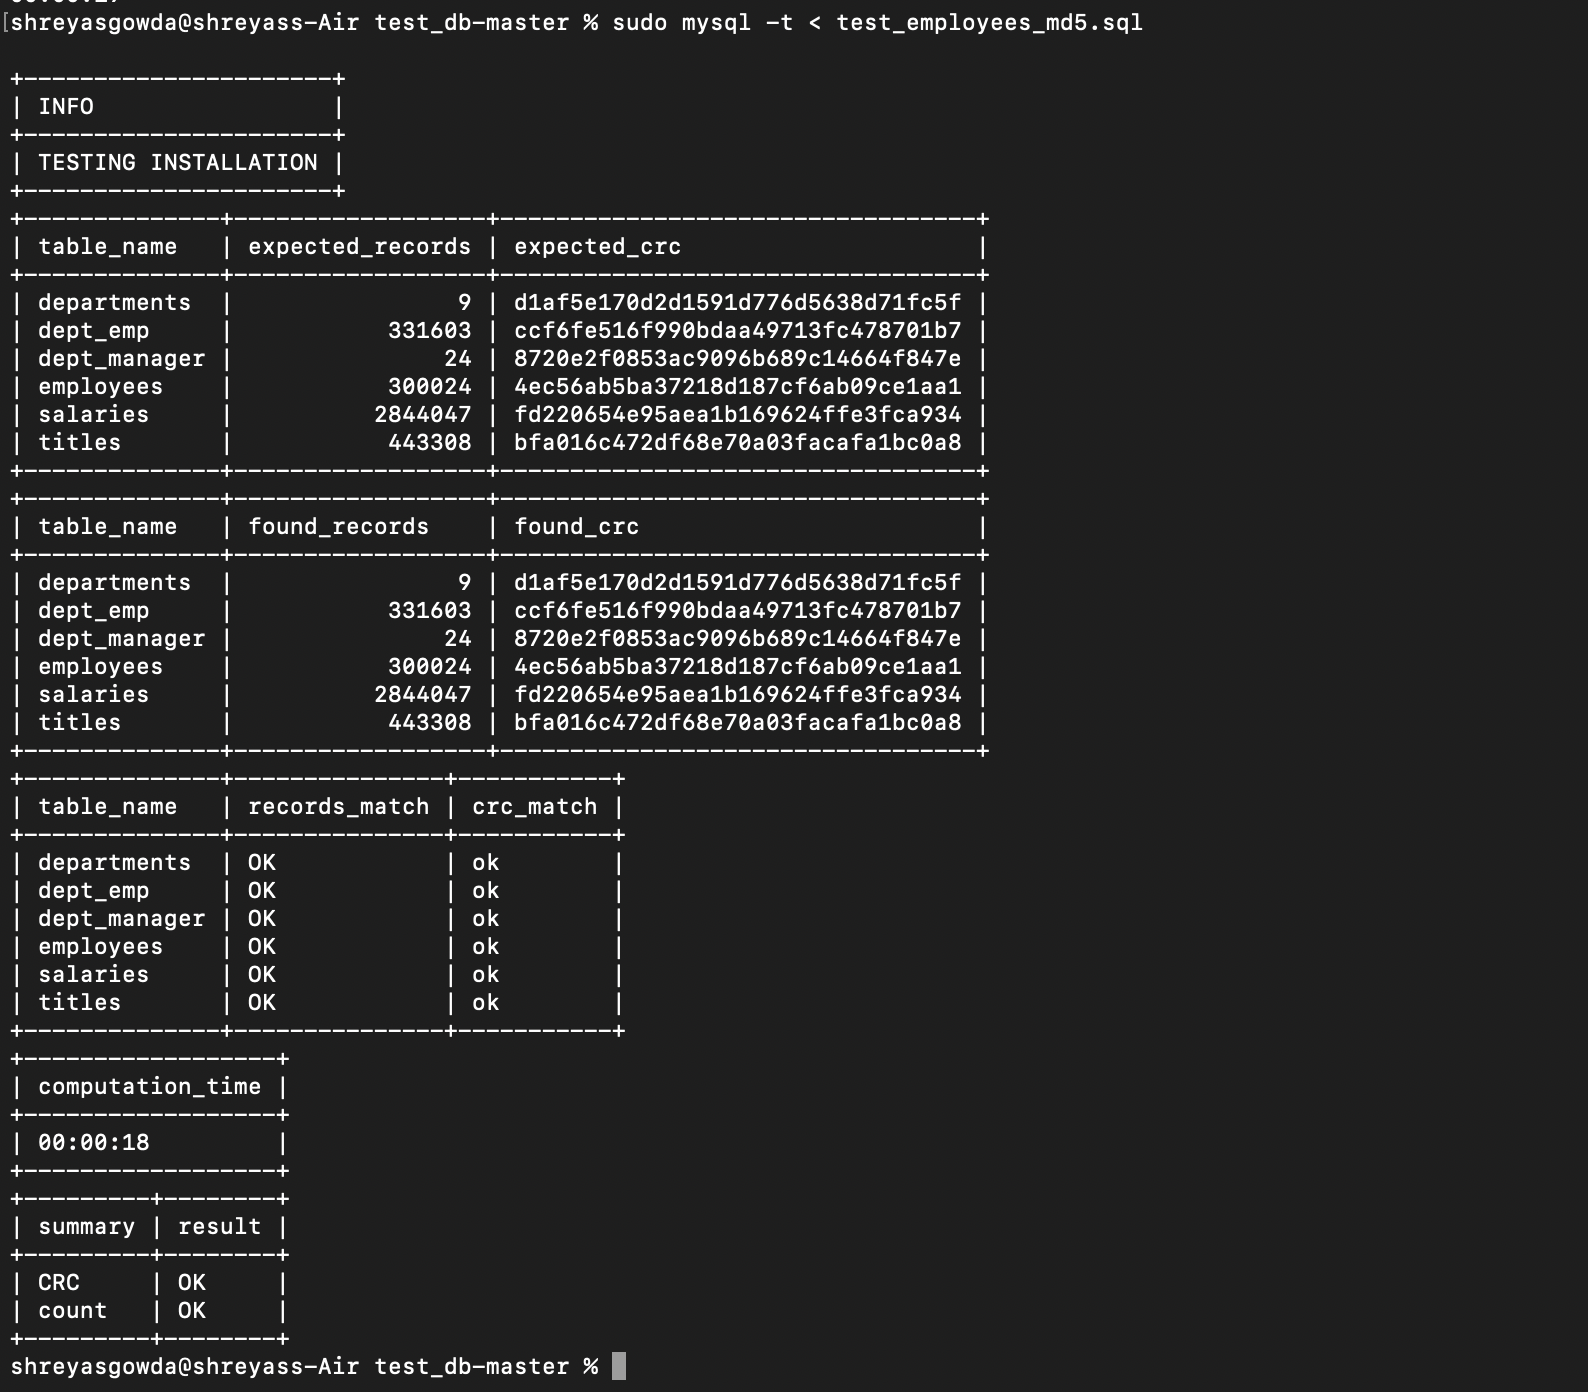 [shreyasgowda@shreyass-Air test_db-master % sudo mysql -t < test_employees_md5.sql
+----------------------+
| INFO                 |
+----------------------+
| TESTING INSTALLATION |
+----------------------+
+--------------+------------------+----------------------------------+
| table_name   | expected_records | expected_crc                     |
+--------------+------------------+----------------------------------+
| departments  |                9 | d1af5e170d2d1591d776d5638d71fc5f |
| dept_emp     |           331603 | ccf6fe516f990bdaa49713fc478701b7 |
| dept_manager |               24 | 8720e2f0853ac9096b689c14664f847e |
| employees    |           300024 | 4ec56ab5ba37218d187cf6ab09ce1aa1 |
| salaries     |          2844047 | fd220654e95aea1b169624ffe3fca934 |
| titles       |           443308 | bfa016c472df68e70a03facafa1bc0a8 |
+--------------+------------------+----------------------------------+
+--------------+------------------+----------------------------------+
| table_name   | found_records    | found_crc                        |
+--------------+------------------+----------------------------------+
| departments  |                9 | d1af5e170d2d1591d776d5638d71fc5f |
| dept_emp     |           331603 | ccf6fe516f990bdaa49713fc478701b7 |
| dept_manager |               24 | 8720e2f0853ac9096b689c14664f847e |
| employees    |           300024 | 4ec56ab5ba37218d187cf6ab09ce1aa1 |
| salaries     |          2844047 | fd220654e95aea1b169624ffe3fca934 |
| titles       |           443308 | bfa016c472df68e70a03facafa1bc0a8 |
+--------------+------------------+----------------------------------+
+--------------+---------------+-----------+
| table_name   | records_match | crc_match |
+--------------+---------------+-----------+
| departments  | OK            | ok        |
| dept_emp     | OK            | ok        |
| dept_manager | OK            | ok        |
| employees    | OK            | ok        |
| salaries     | OK            | ok        |
| titles       | OK            | ok        |
+--------------+---------------+-----------+
+------------------+
| computation_time |
+------------------+
| 00:00:18         |
+------------------+
+---------+--------+
| summary | result |
+---------+--------+
| CRC     | OK     |
| count   | OK     |
+---------+--------+
shreyasgowda@shreyass-Air test_db-master %